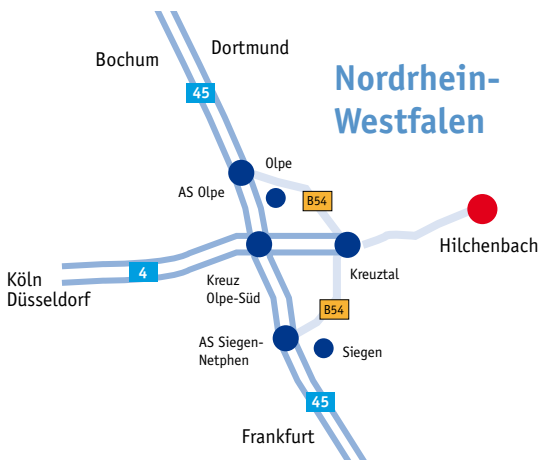 Dortmund
Bochum
Nordrhein-
Westfalen
45
Olpe
AS Olpe
B54
Hilchenbach
4
Köln
Düsseldorf
Kreuz
Olpe-Süd
Kreuztal
B54
AS Siegen-
Netphen
Siegen
45
Frankfurt